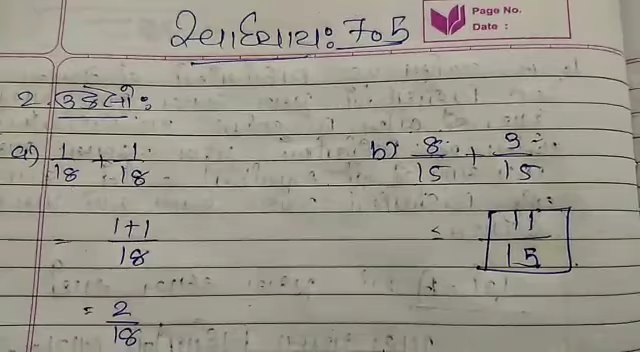 સ્વાધ્યાય: 7.5
Page No.
Date :
2. ઉકેલો:
a) 1/18 + 1/18
b) 8/15 + 3/15
= (1+1)/18
= 11/15
= 2/18